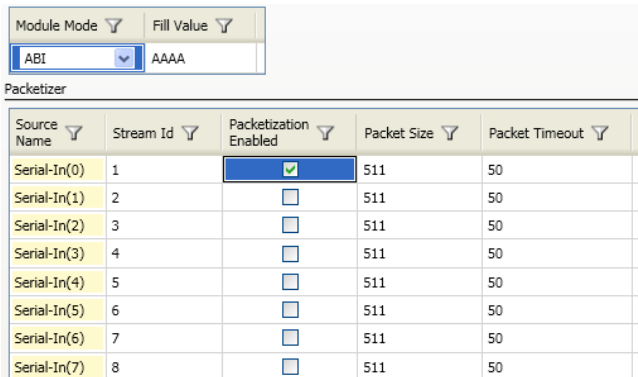 Module Mode Fill Value
ABI AAAA
Packetizer
Source Name Stream Id Packetization Enabled Packet Size Packet Timeout
Serial-In(0) 1 511 50
Serial-In(1) 2 511 50
Serial-In(2) 3 511 50
Serial-In(3) 4 511 50
Serial-In(4) 5 511 50
Serial-In(5) 6 511 50
Serial-In(6) 7 511 50
Serial-In(7) 8 511 50